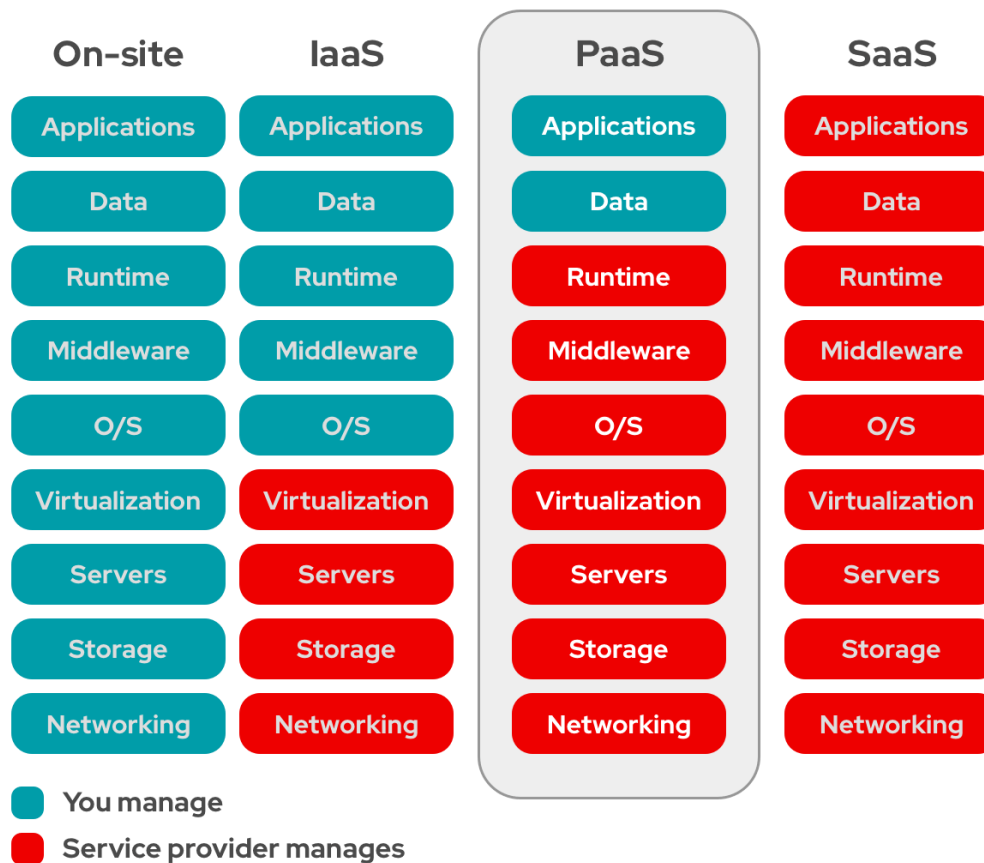 On-site IaaS PaaS SaaS
Applications Applications Applications Applications
Data Data Data Data
Runtime Runtime Runtime Runtime
Middleware Middleware Middleware Middleware
O/S O/S O/S O/S
Virtualization Virtualization Virtualization Virtualization
Servers Servers Servers Servers
Storage Storage Storage Storage
Networking Networking Networking Networking
You manage
Service provider manages